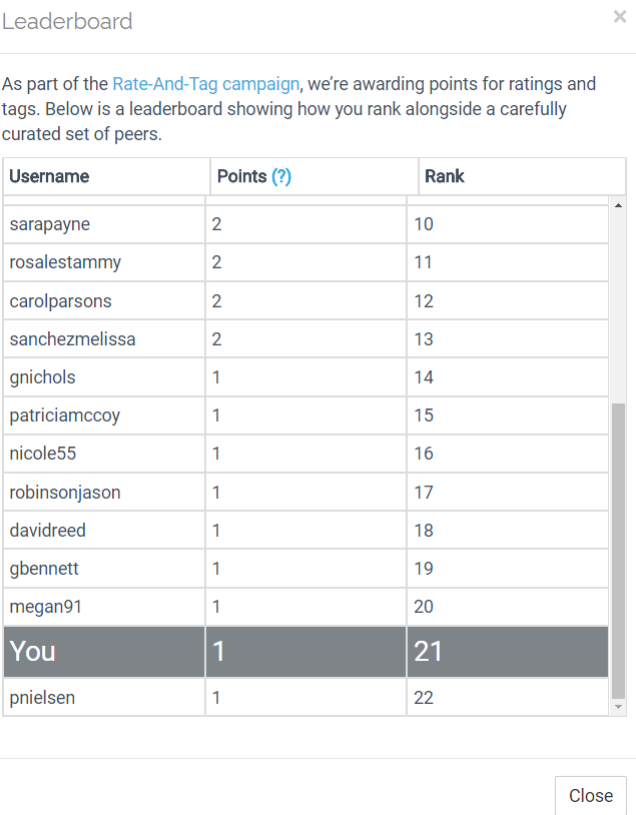 Leaderboard ×
As part of the Rate-And-Tag campaign, we’re awarding points for ratings and
tags. Below is a leaderboard showing how you rank alongside a carefully
curated set of peers.
Username Points (?) Rank
sarapayne 2 10
rosalestammy 2 11
carolparsons 2 12
sanchezmelissa 2 13
gnichols 1 14
patriciamccoy 1 15
nicole55 1 16
robinsonjason 1 17
davidreed 1 18
gbennett 1 19
megan91 1 20
You 1 21
pnielsen 1 22
Close